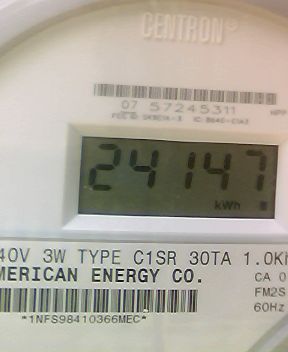 CENTRON®
07 57245311
24147
kWh
40V 3W TYPE C1SR 30TA 1.0Kh
MERICAN ENERGY CO.
CA 0
FM2S
60Hz
*1NFS98410366MEC*